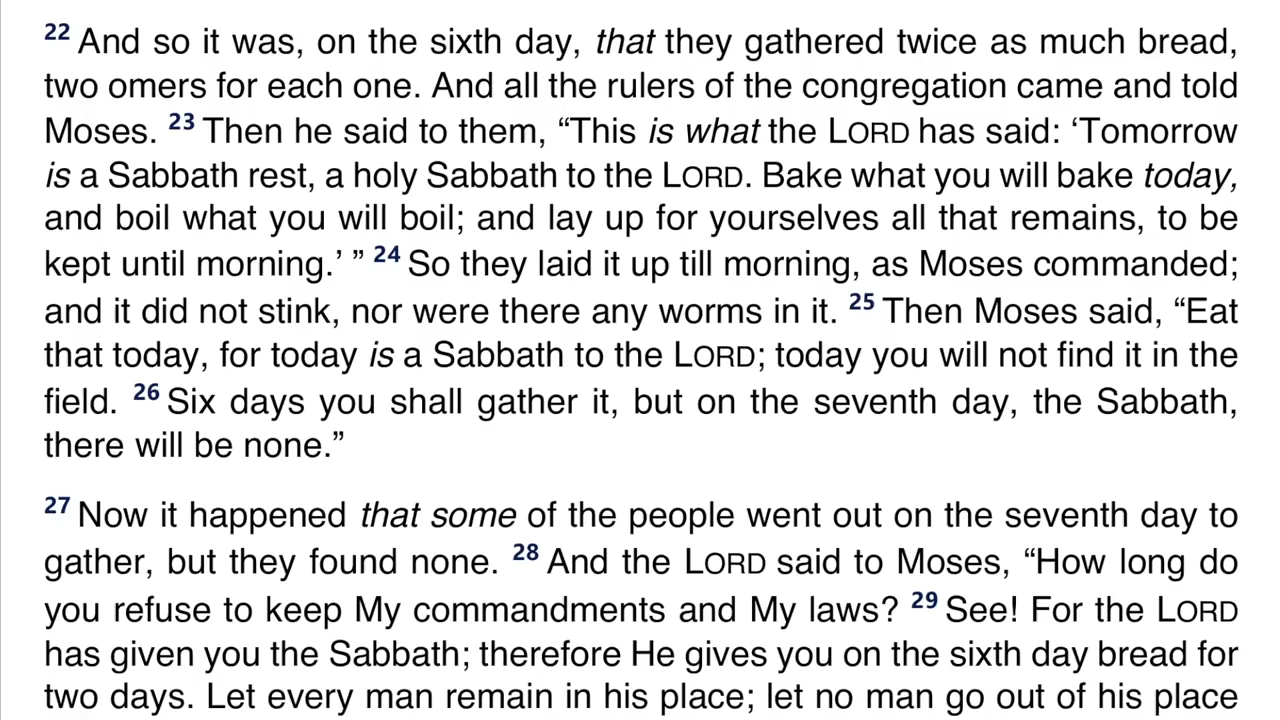 22 And so it was, on the sixth day, that they gathered twice as much bread,
two omers for each one. And all the rulers of the congregation came and told
Moses. 23 Then he said to them, “This is what the LORD has said: ‘Tomorrow
is a Sabbath rest, a holy Sabbath to the LORD. Bake what you will bake today,
and boil what you will boil; and lay up for yourselves all that remains, to be
kept until morning.’ ” 24 So they laid it up till morning, as Moses commanded;
and it did not stink, nor were there any worms in it. 25 Then Moses said, “Eat
that today, for today is a Sabbath to the LORD; today you will not find it in the
field. 26 Six days you shall gather it, but on the seventh day, the Sabbath,
there will be none.”
27 Now it happened that some of the people went out on the seventh day to
gather, but they found none. 28 And the LORD said to Moses, “How long do
you refuse to keep My commandments and My laws? 29 See! For the LORD
has given you the Sabbath; therefore He gives you on the sixth day bread for
two days. Let every man remain in his place; let no man go out of his place